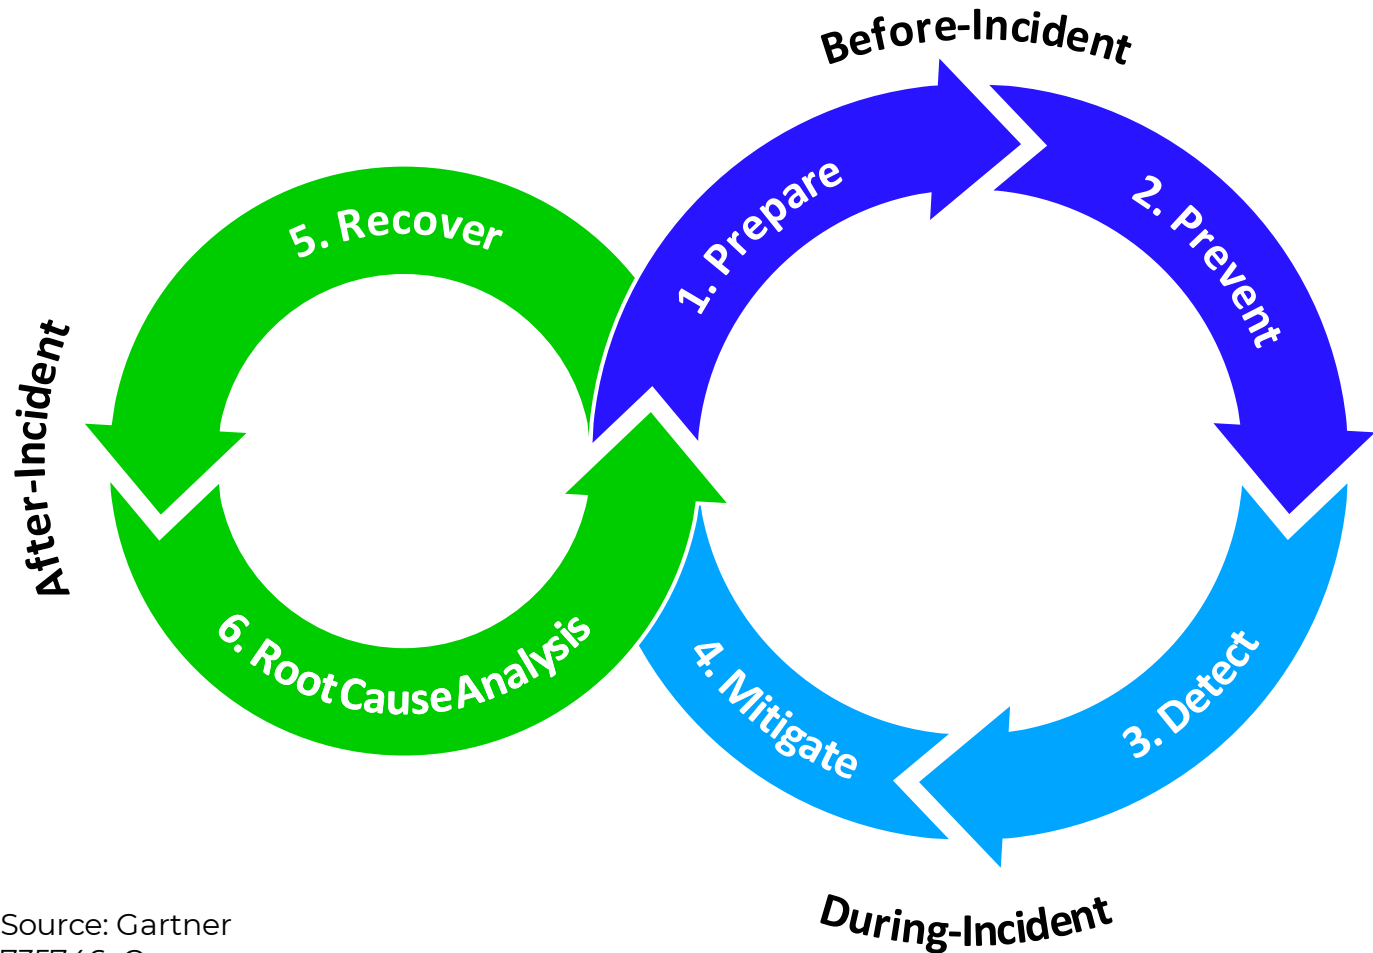 Before-Incident
1. Prepare
2. Prevent
3. Detect
4. Mitigate
During-Incident
5. Recover
6. Root Cause Analysis
After-Incident
Source: Gartner